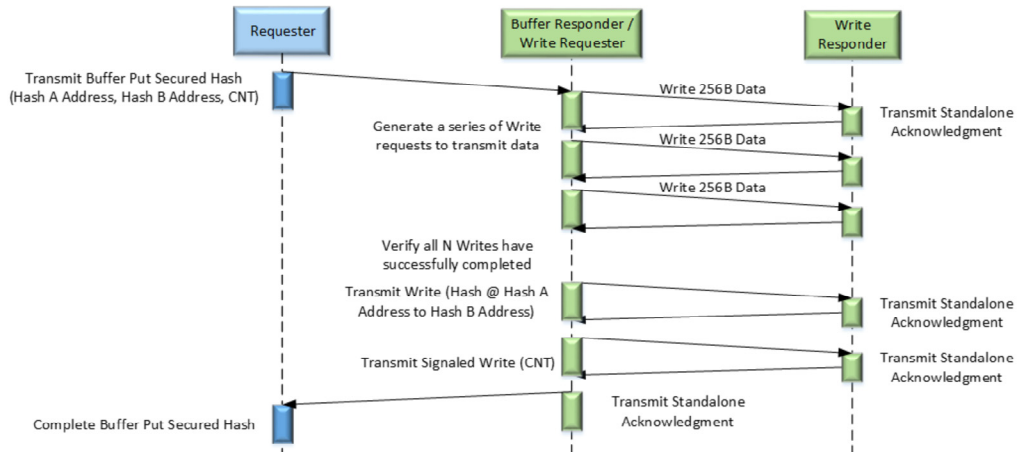 Requester
Buffer Responder /
Write Requester
Write
Responder
Transmit Buffer Put Secured Hash
(Hash A Address, Hash B Address, CNT)
Write 256B Data
Transmit Standalone
Acknowledgment
Generate a series of Write
requests to transmit data
Write 256B Data
Write 256B Data
Verify all N Writes have
successfully completed
Transmit Write (Hash @ Hash A
Address to Hash B Address)
Transmit Standalone
Acknowledgment
Transmit Signaled Write (CNT)
Transmit Standalone
Acknowledgment
Transmit Standalone
Acknowledgment
Complete Buffer Put Secured Hash